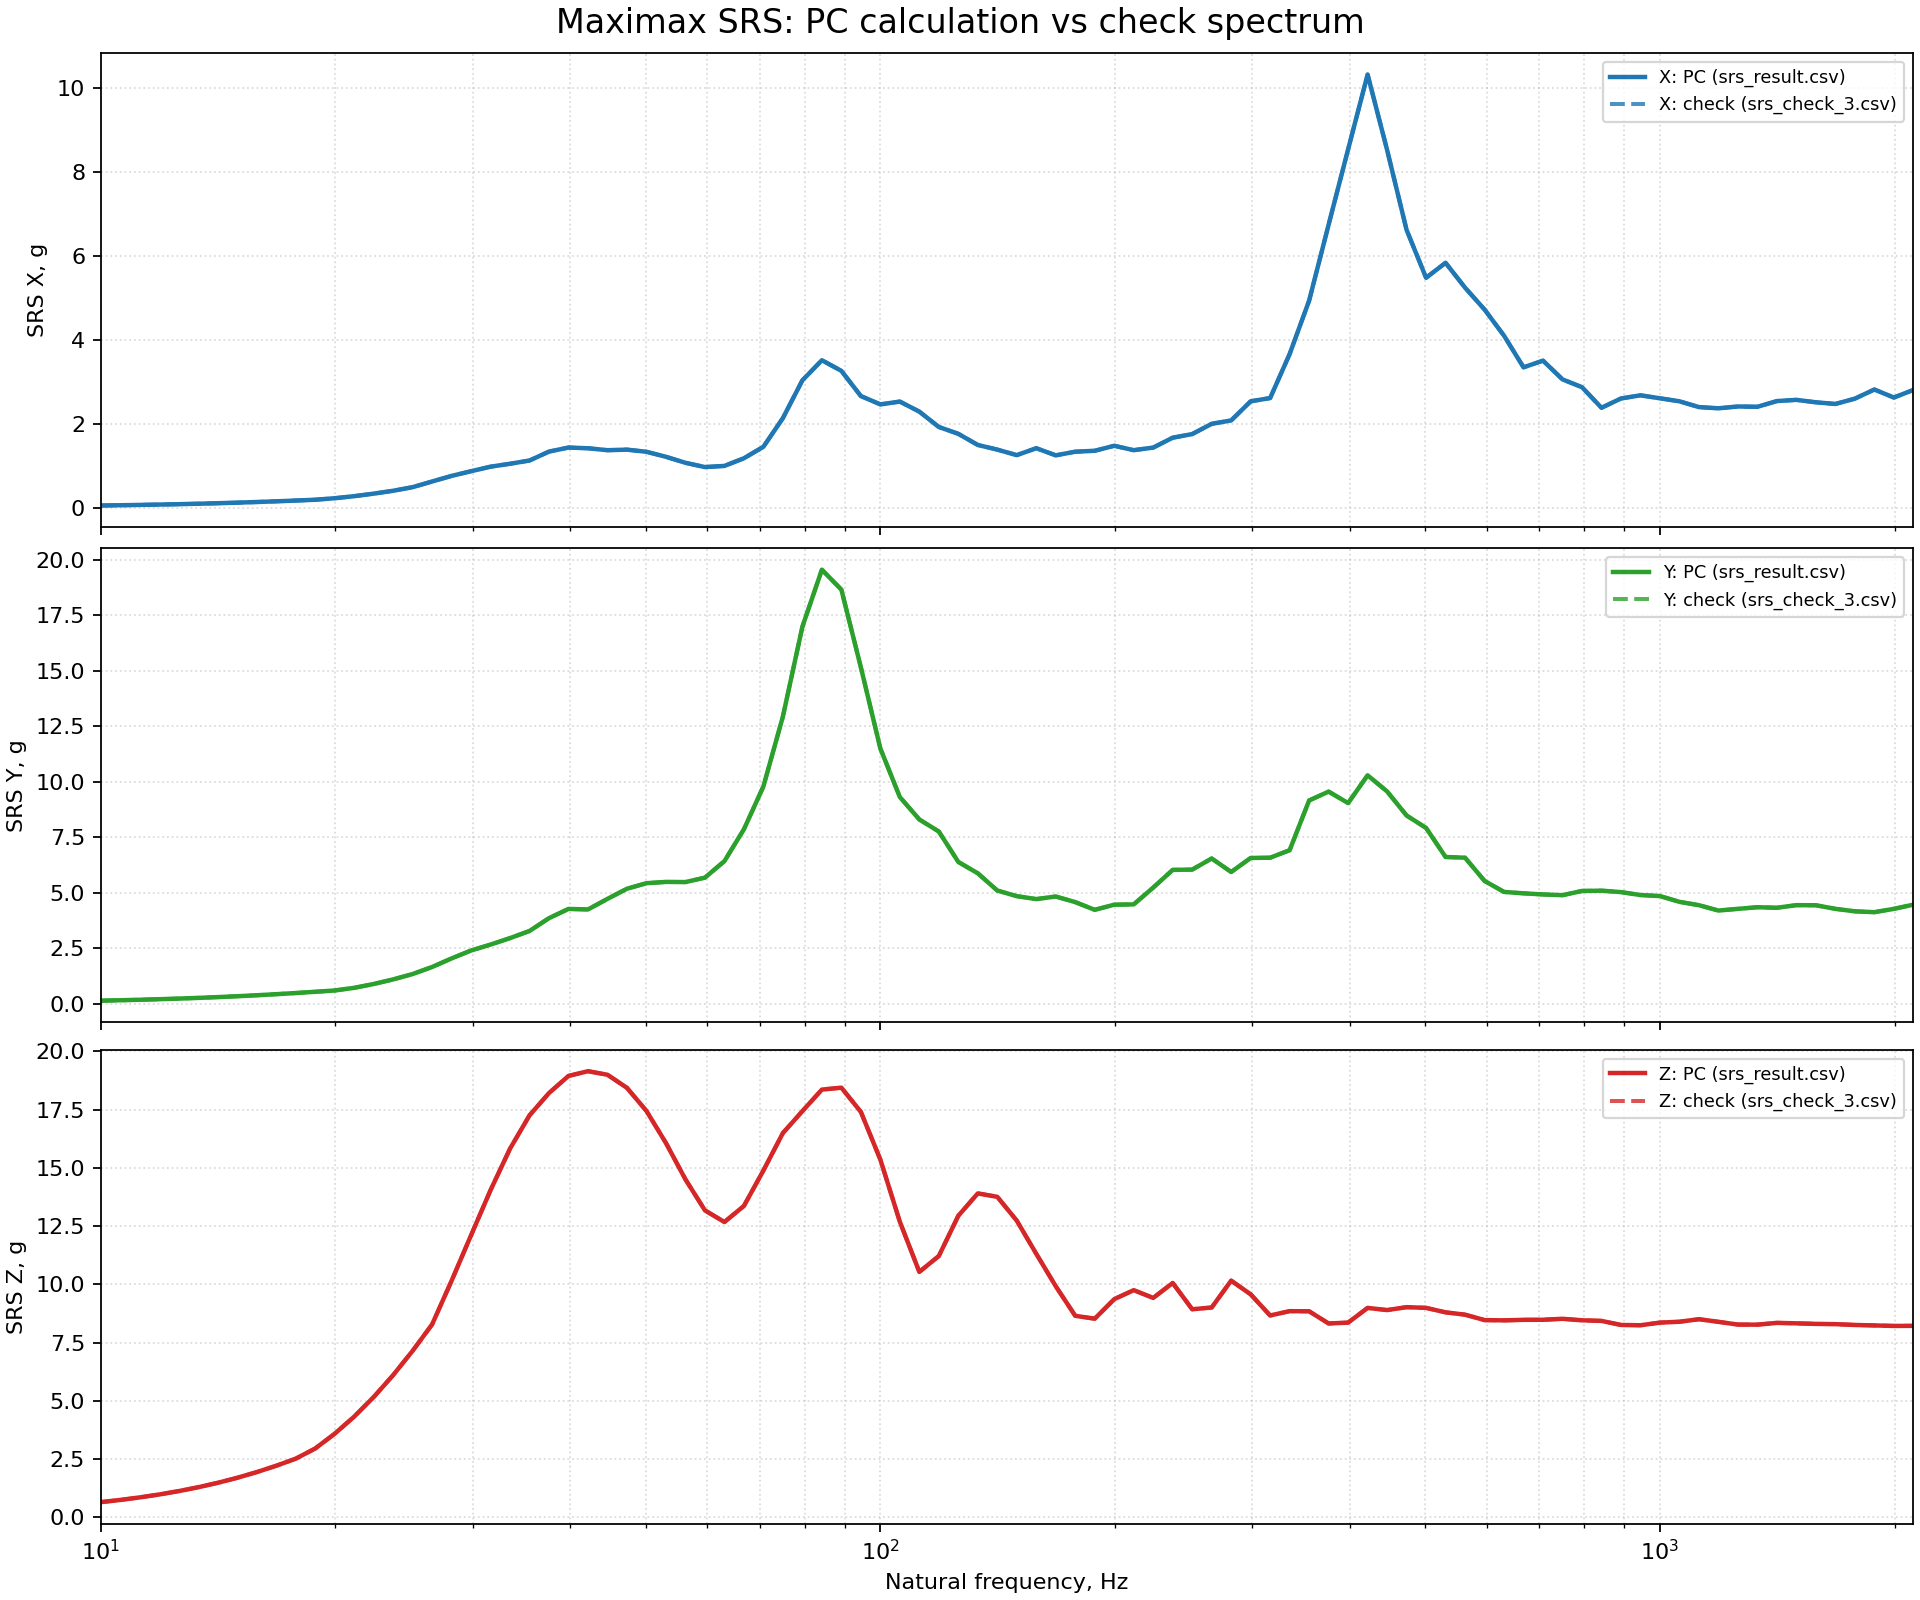 Maximax SRS: PC calculation vs check spectrum
10
8
6
4
2
0
SRS X, g
X: PC (srs_result.csv)
X: check (srs_check_3.csv)
20.0
17.5
15.0
12.5
10.0
7.5
5.0
2.5
0.0
SRS Y, g
Y: PC (srs_result.csv)
Y: check (srs_check_3.csv)
20.0
17.5
15.0
12.5
10.0
7.5
5.0
2.5
0.0
SRS Z, g
Z: PC (srs_result.csv)
Z: check (srs_check_3.csv)
10¹ 10² 10³
Natural frequency, Hz